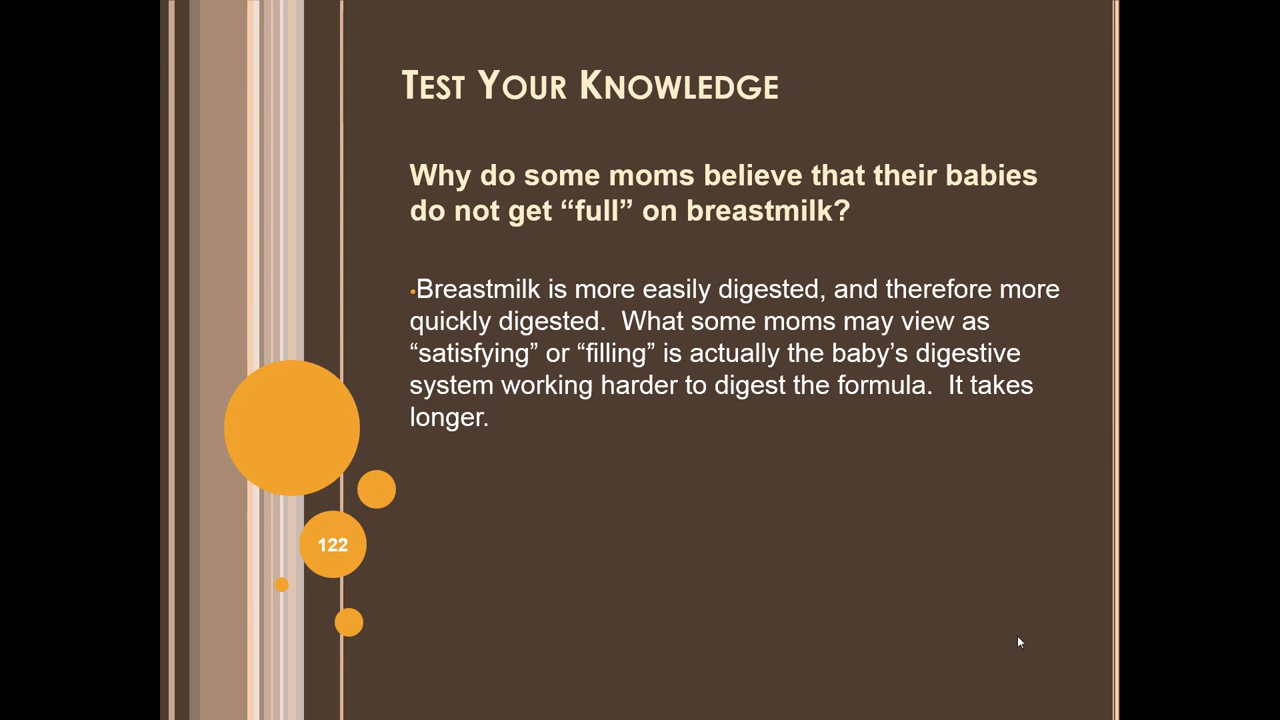 TEST YOUR KNOWLEDGE
Why do some moms believe that their babies
do not get “full” on breastmilk?
•Breastmilk is more easily digested, and therefore more
quickly digested.  What some moms may view as
“satisfying” or “filling” is actually the baby’s digestive
system working harder to digest the formula.  It takes
longer.
122